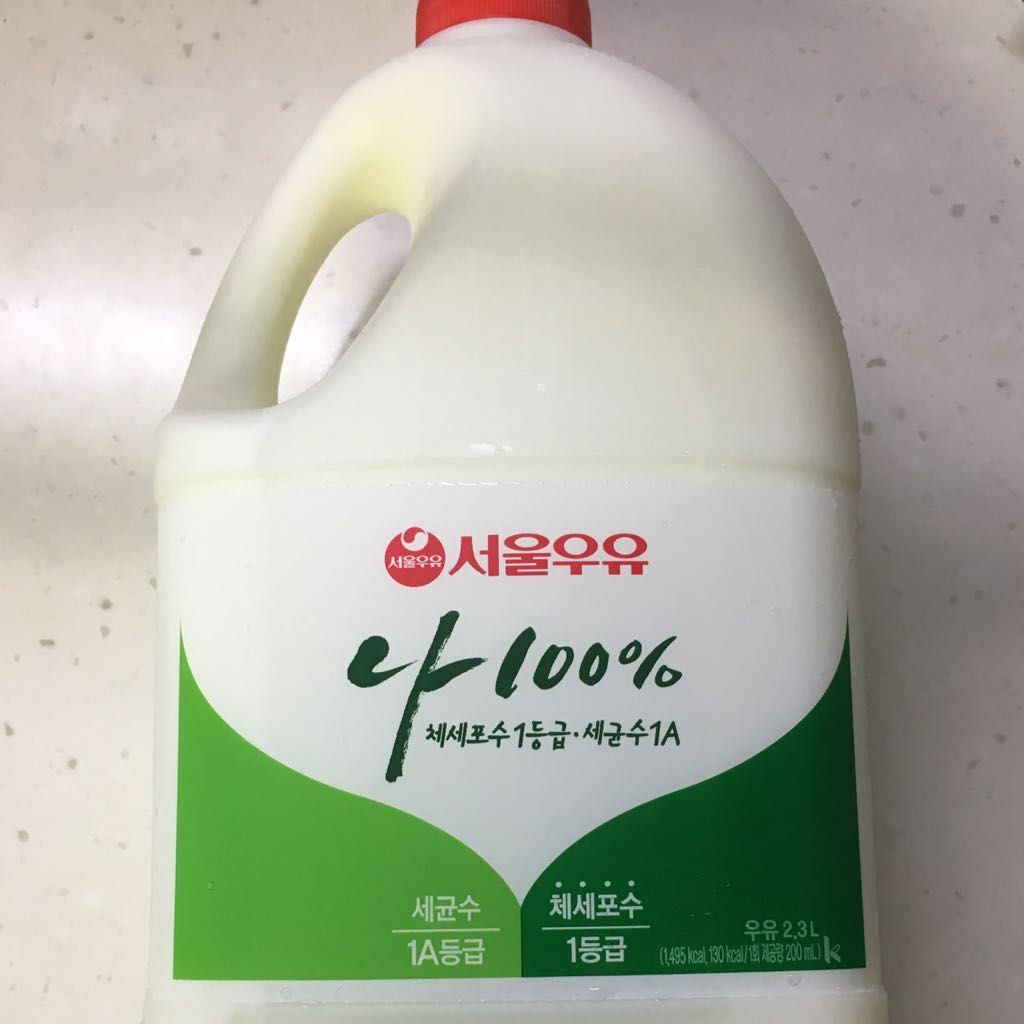 서울우유 서울우유
나100%
체세포수1등급·세균수1A
세균수
1A등급
체세포수
1등급
우유 2.3L
(1,495 kcal, 130 kcal/1회 제공량 200 mL)